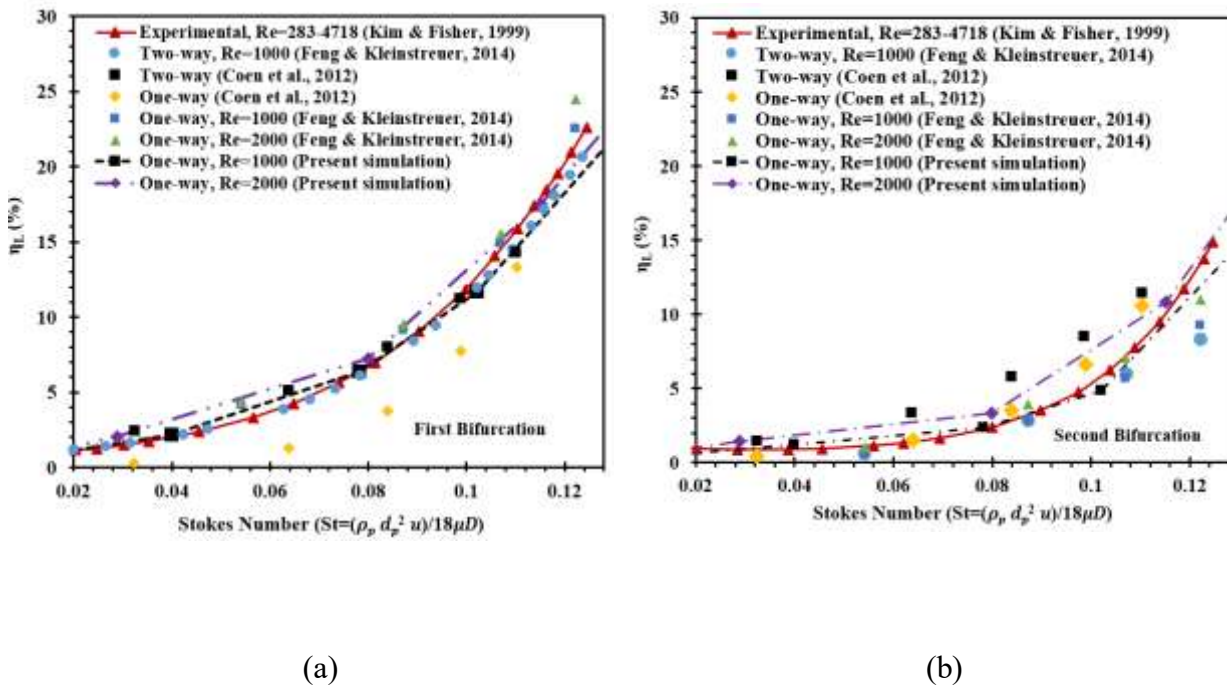 30
25
20
15
10
5
0
η_L (%)
Experimental, Re=283-4718 (Kim & Fisher, 1999)
Two-way, Re=1000 (Feng & Kleinstreuer, 2014)
Two-way (Coen et al., 2012)
One-way (Coen et al., 2012)
One-way, Re=1000 (Feng & Kleinstreuer, 2014)
One-way, Re=2000 (Feng & Kleinstreuer, 2014)
One-way, Re=1000 (Present simulation)
One-way, Re=2000 (Present simulation)
First Bifurcation
0.02 0.04 0.06 0.08 0.1 0.12
Stokes Number (St=(ρ_p d_p² u)/18μD)
(a)
30
25
20
15
10
5
0
η_L (%)
Experimental, Re=283-4718 (Kim & Fisher, 1999)
Two-way, Re=1000 (Feng & Kleinstreuer, 2014)
Two-way (Coen et al., 2012)
One-way (Coen et al., 2012)
One-way, Re=1000 (Feng & Kleinstreuer, 2014)
One-way, Re=2000 (Feng & Kleinstreuer, 2014)
One-way, Re=1000 (Present simulation)
One-way, Re=2000 (Present simulation)
Second Bifurcation
0.02 0.04 0.06 0.08 0.1 0.12
Stokes Number (St=(ρ_p d_p² u)/18μD)
(b)